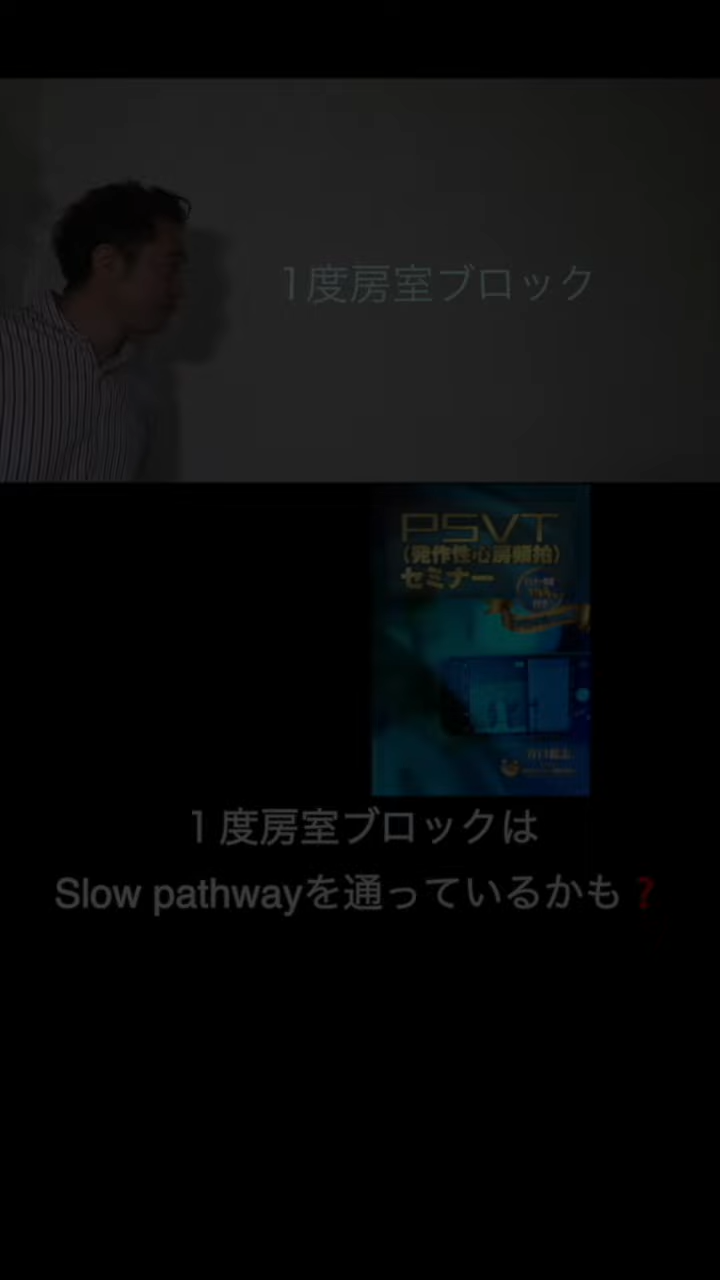 1度房室ブロック
PSVT
(発作性心房頻拍)
セミナー
1度房室ブロックは
Slow pathwayを通っているかも❓